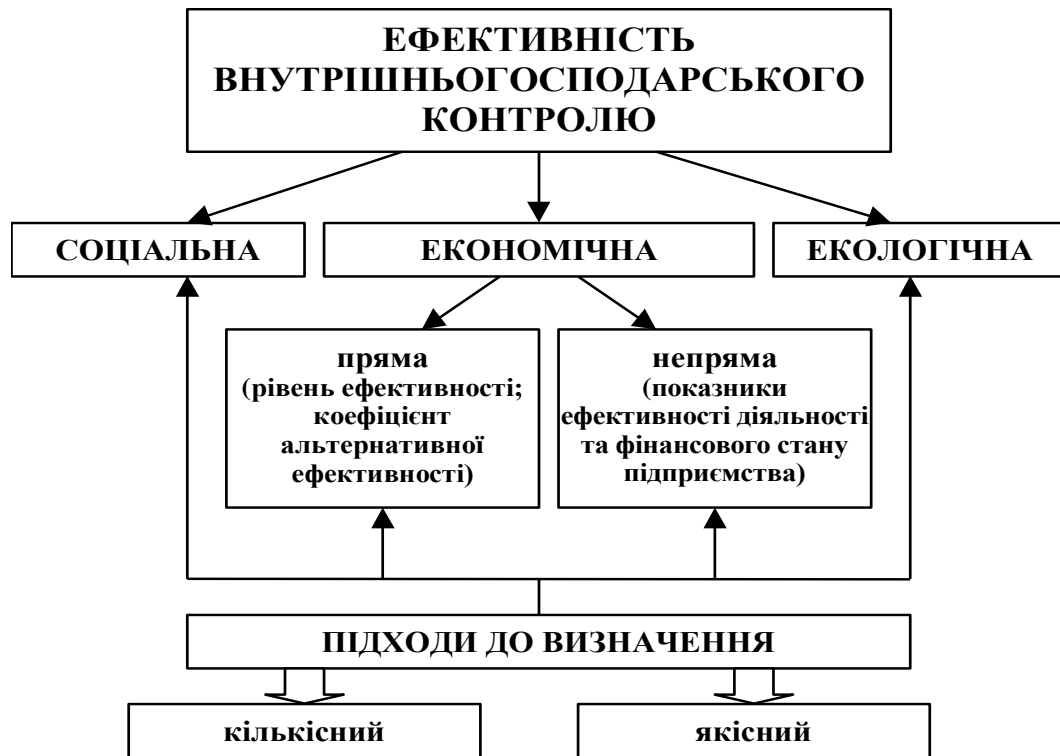 ЕФЕКТИВНІСТЬ
ВНУТРІШНЬОГОСПОДАРСЬКОГО
КОНТРОЛЮ
СОЦІАЛЬНА
ЕКОНОМІЧНА
ЕКОЛОГІЧНА
пряма
(рівень ефективності;
коефіцієнт
альтернативної
ефективності)
непряма
(показники
ефективності діяльності
та фінансового стану
підприємства)
ПІДХОДИ ДО ВИЗНАЧЕННЯ
кількісний
якісний